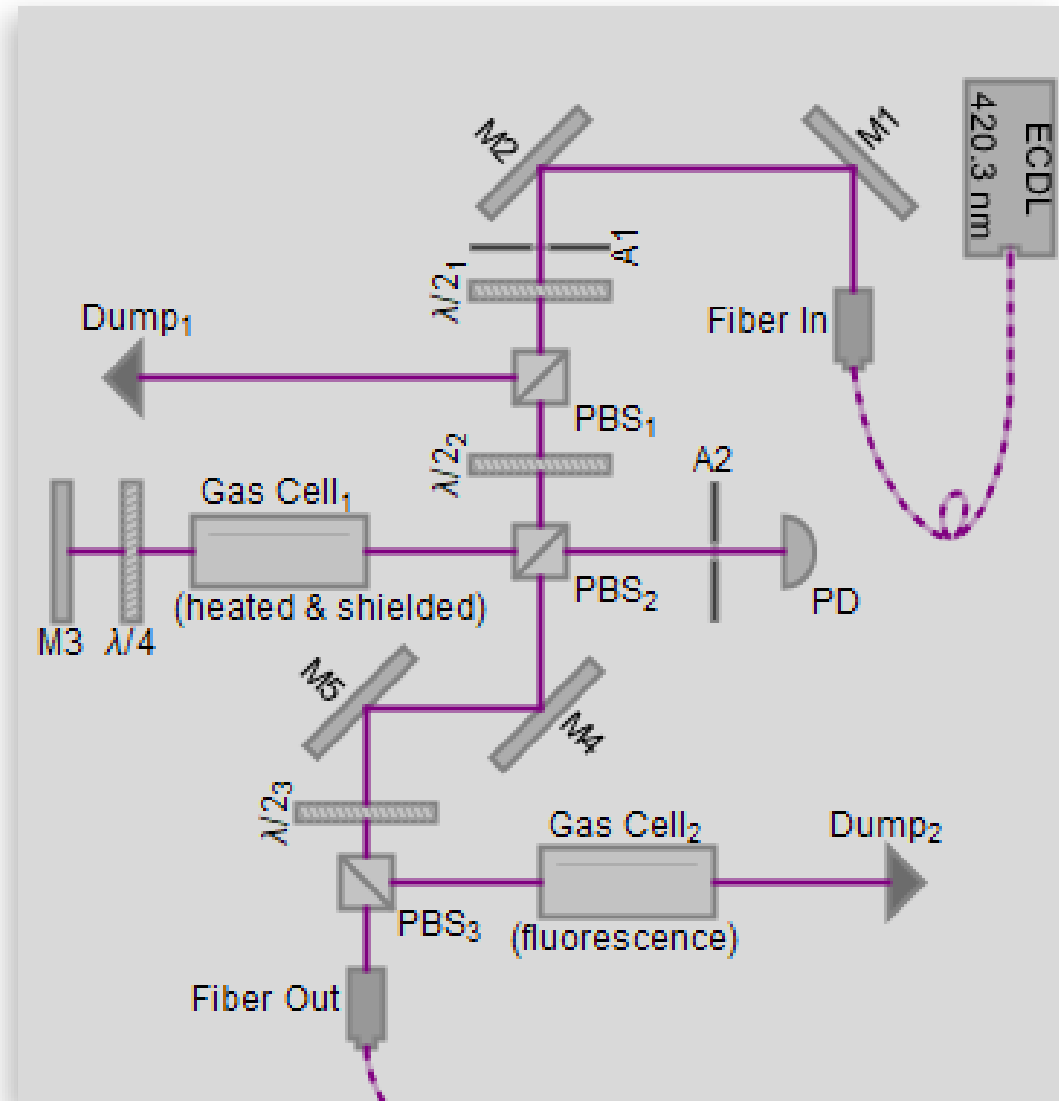 ECDL
420.3 nm
M1
M2
A1
λ/2₁
Fiber In
Dump₁
PBS₁
λ/2₂
A2
Gas Cell₁
(heated & shielded)
PBS₂
PD
M3
λ/4
M5
M4
λ/2₃
Gas Cell₂
Dump₂
PBS₃
(fluorescence)
Fiber Out